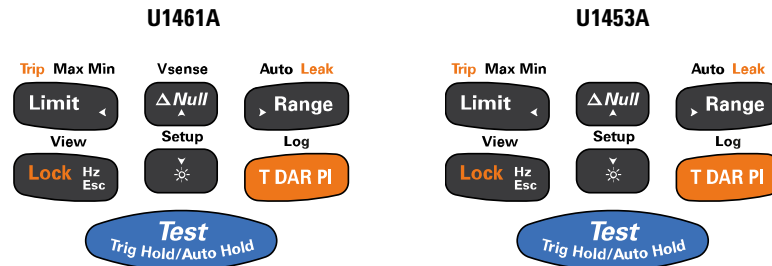 U1461A
Trip Max Min
Vsense
Auto Leak
Limit
Δ Null
Range
View
Setup
Log
Lock Hz
Esc
T DAR PI
Test
Trig Hold/Auto Hold
U1453A
Trip Max Min
Auto Leak
Limit
Δ Null
Range
View
Setup
Log
Lock Hz
Esc
T DAR PI
Test
Trig Hold/Auto Hold